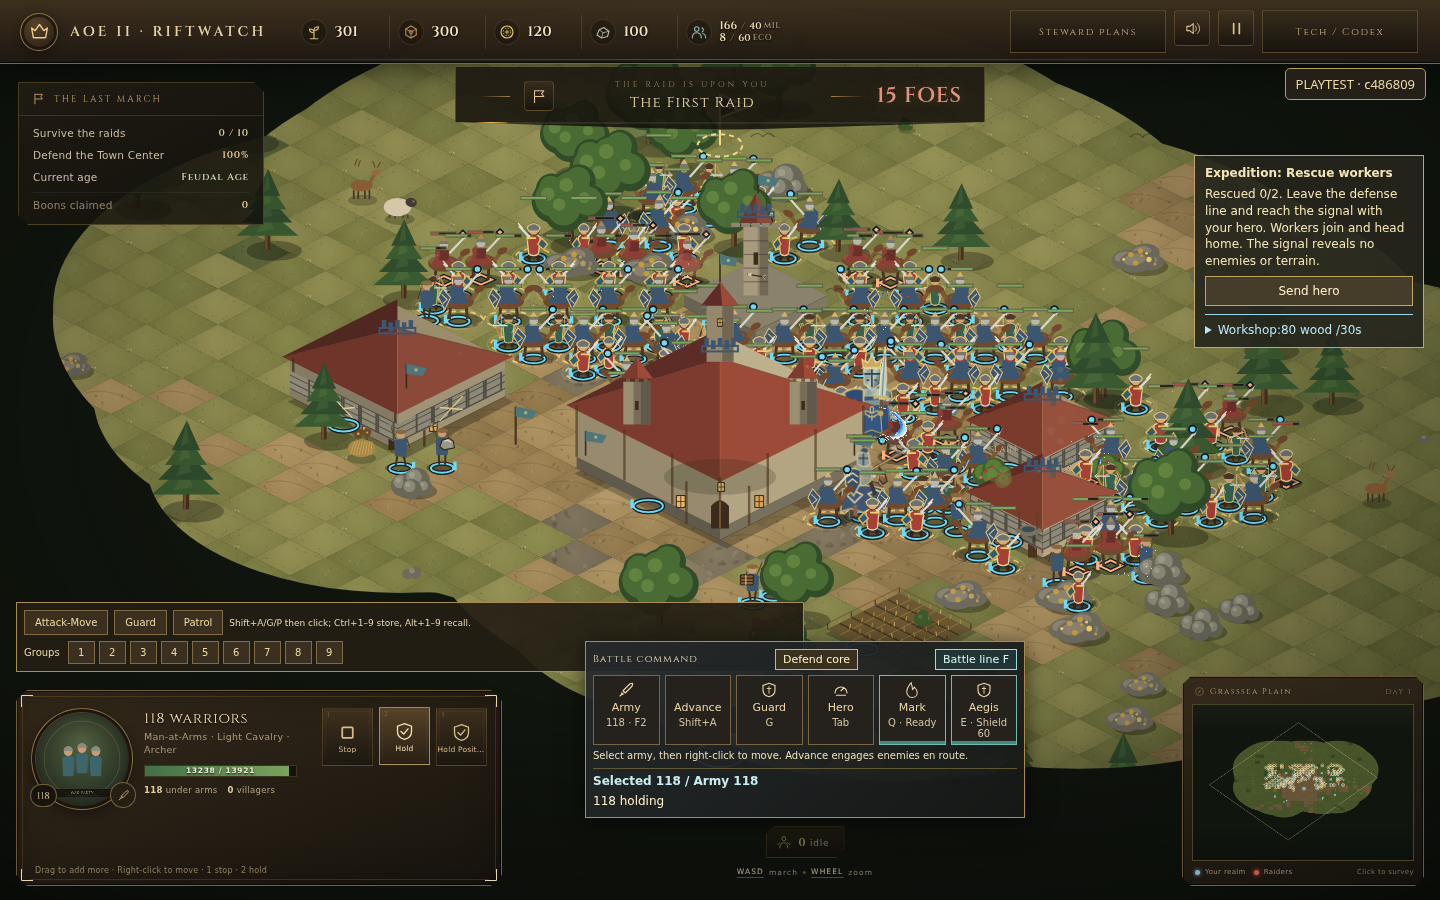 AOE II · RIFTWATCH
301
300
120
100
166 / 40 MIL
8 / 60 ECO
Steward plans
Tech / Codex
PLAYTEST · c486809
The raid is upon you
The First Raid
15 FOES
The Last March
Survive the raids 0 / 10
Defend the Town Center 100%
Current age Feudal Age
Boons claimed 0
Expedition: Rescue workers
Rescued 0/2. Leave the defense
line and reach the signal with
your hero. Workers join and head
home. The signal reveals no
enemies or terrain.
Send hero
Workshop:80 wood /30s
Attack-Move
Guard
Patrol
Shift+A/G/P then click; Ctrl+1–9 store, Alt+1–9 recall.
Groups 1 2 3 4 5 6 7 8 9
Battle command
Defend core
Battle line F
Army
118 · F2
Advance
Shift+A
Guard
G
Hero
Tab
Mark
Q · Ready
Aegis
E · Shield
60
Select army, then right-click to move. Advance engages enemies en route.
Selected 118 / Army 118
118 holding
118 Warriors
Man-at-Arms · Light Cavalry ·
Archer
13238 / 13921
118 under arms 0 villagers
118
1
Stop
2
Hold
3
Hold Posit...
Drag to add more · Right-click to move · 1 stop · 2 hold
0 idle
WASD march + WHEEL zoom
Grasssea Plain
Day 1
Your realm
Raiders
Click to survey